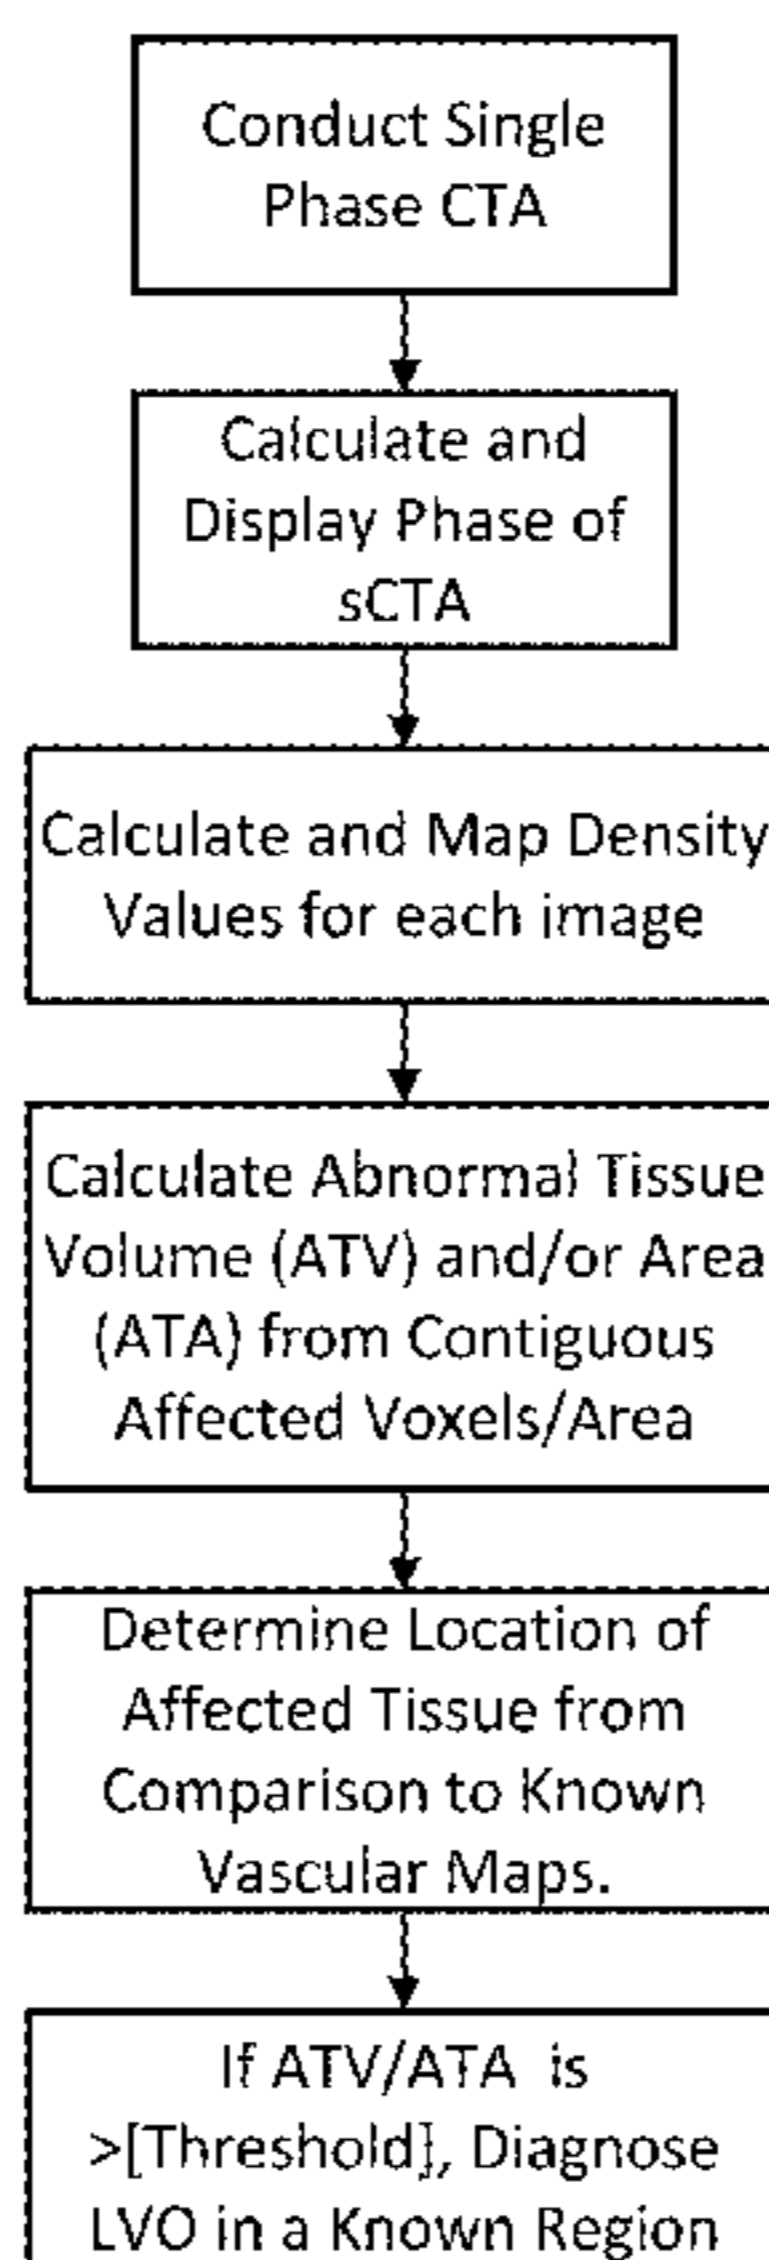 Conduct Single
Phase CTA
Calculate and
Display Phase of
sCTA
Calculate and Map Density
Values for each image
Calculate Abnormal Tissue
Volume (ATV) and/or Area
(ATA) from Contiguous
Affected Voxels/Area
Determine Location of
Affected Tissue from
Comparison to Known
Vascular Maps.
If ATV/ATA is
>[Threshold], Diagnose
LVO in a Known Region